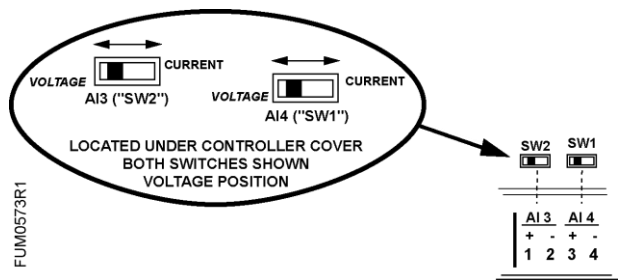 CURRENT
VOLTAGE
AI3 ("SW2")
CURRENT
VOLTAGE
AI4 ("SW1")
LOCATED UNDER CONTROLLER COVER
BOTH SWITCHES SHOWN
VOLTAGE POSITION
FUM0573R1
SW2 SW1
AI 3 AI 4
+ - + -
1 2 3 4